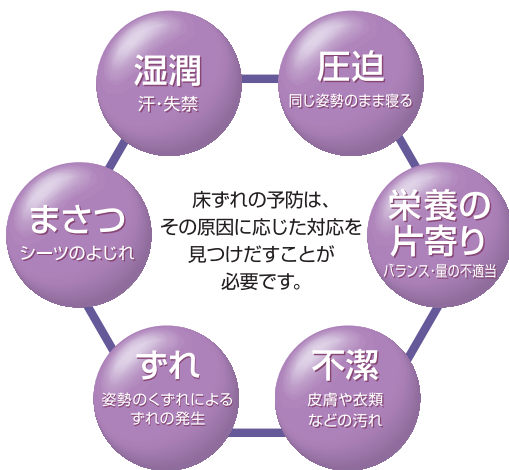 湿潤
汗・失禁
圧迫
同じ姿勢のまま寝る
まさつ
シーツのよじれ
床ずれの予防は、
その原因に応じた対応を
見つけだすことが
必要です。
栄養の
片寄り
バランス・量の不適当
ずれ
姿勢のくずれによる
ずれの発生
不潔
皮膚や衣類
などの汚れ